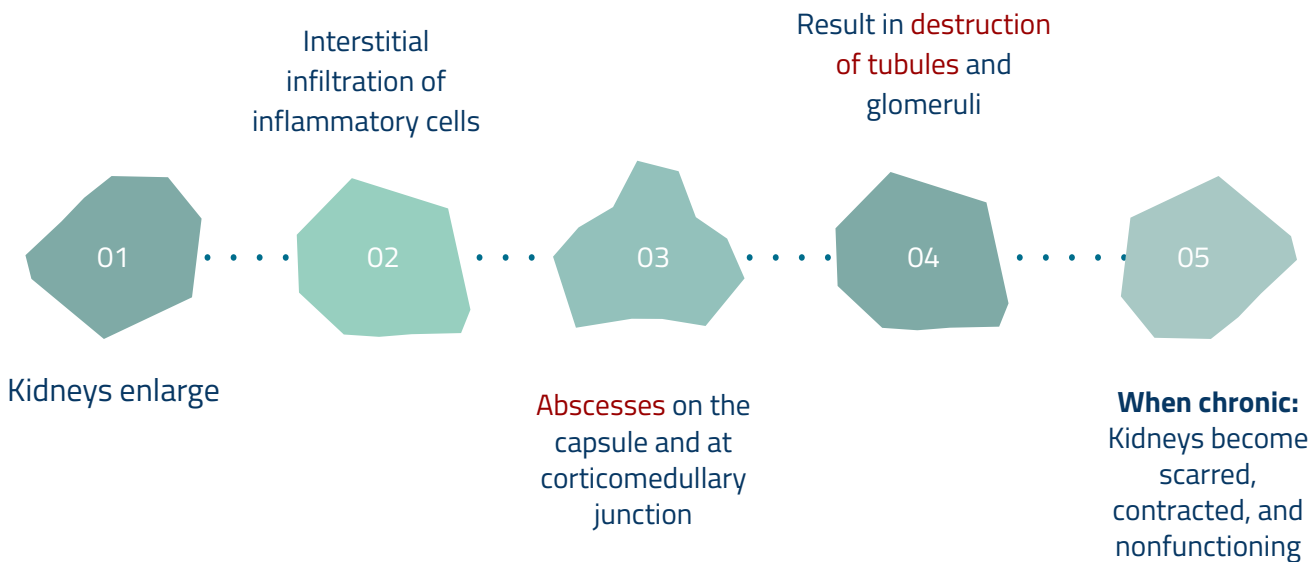 01
Kidneys enlarge
Interstitial
infiltration of
inflammatory cells
02
03
Abscesses on the
capsule and at
corticomedullary
junction
Result in destruction
of tubules and
glomeruli
04
05
When chronic:
Kidneys become
scarred,
contracted, and
nonfunctioning